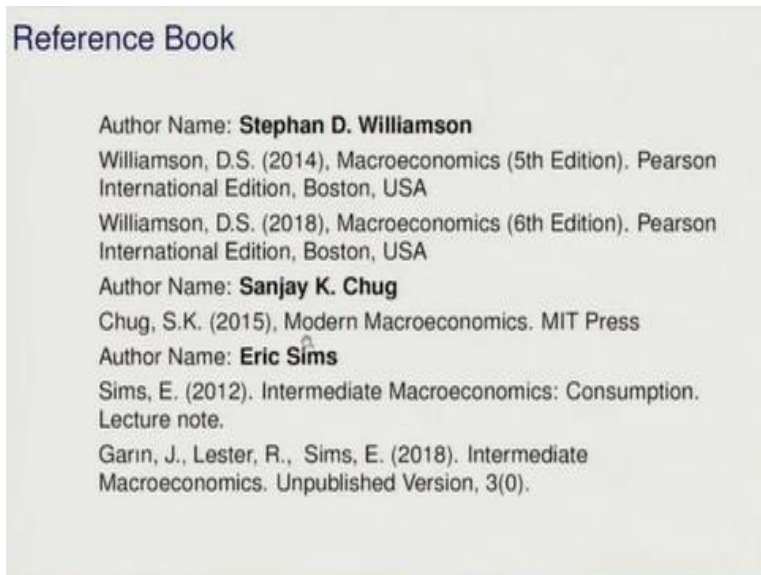 Reference Book
Author Name: Stephan D. Williamson
Williamson, D.S. (2014), Macroeconomics (5th Edition). Pearson
International Edition, Boston, USA
Williamson, D.S. (2018), Macroeconomics (6th Edition). Pearson
International Edition, Boston, USA
Author Name: Sanjay K. Chug
Chug, S.K. (2015), Modern Macroeconomics. MIT Press
Author Name: Eric Sims
Sims, E. (2012). Intermediate Macroeconomics: Consumption.
Lecture note.
Garın, J., Lester, R., Sims, E. (2018). Intermediate
Macroeconomics. Unpublished Version, 3(0).